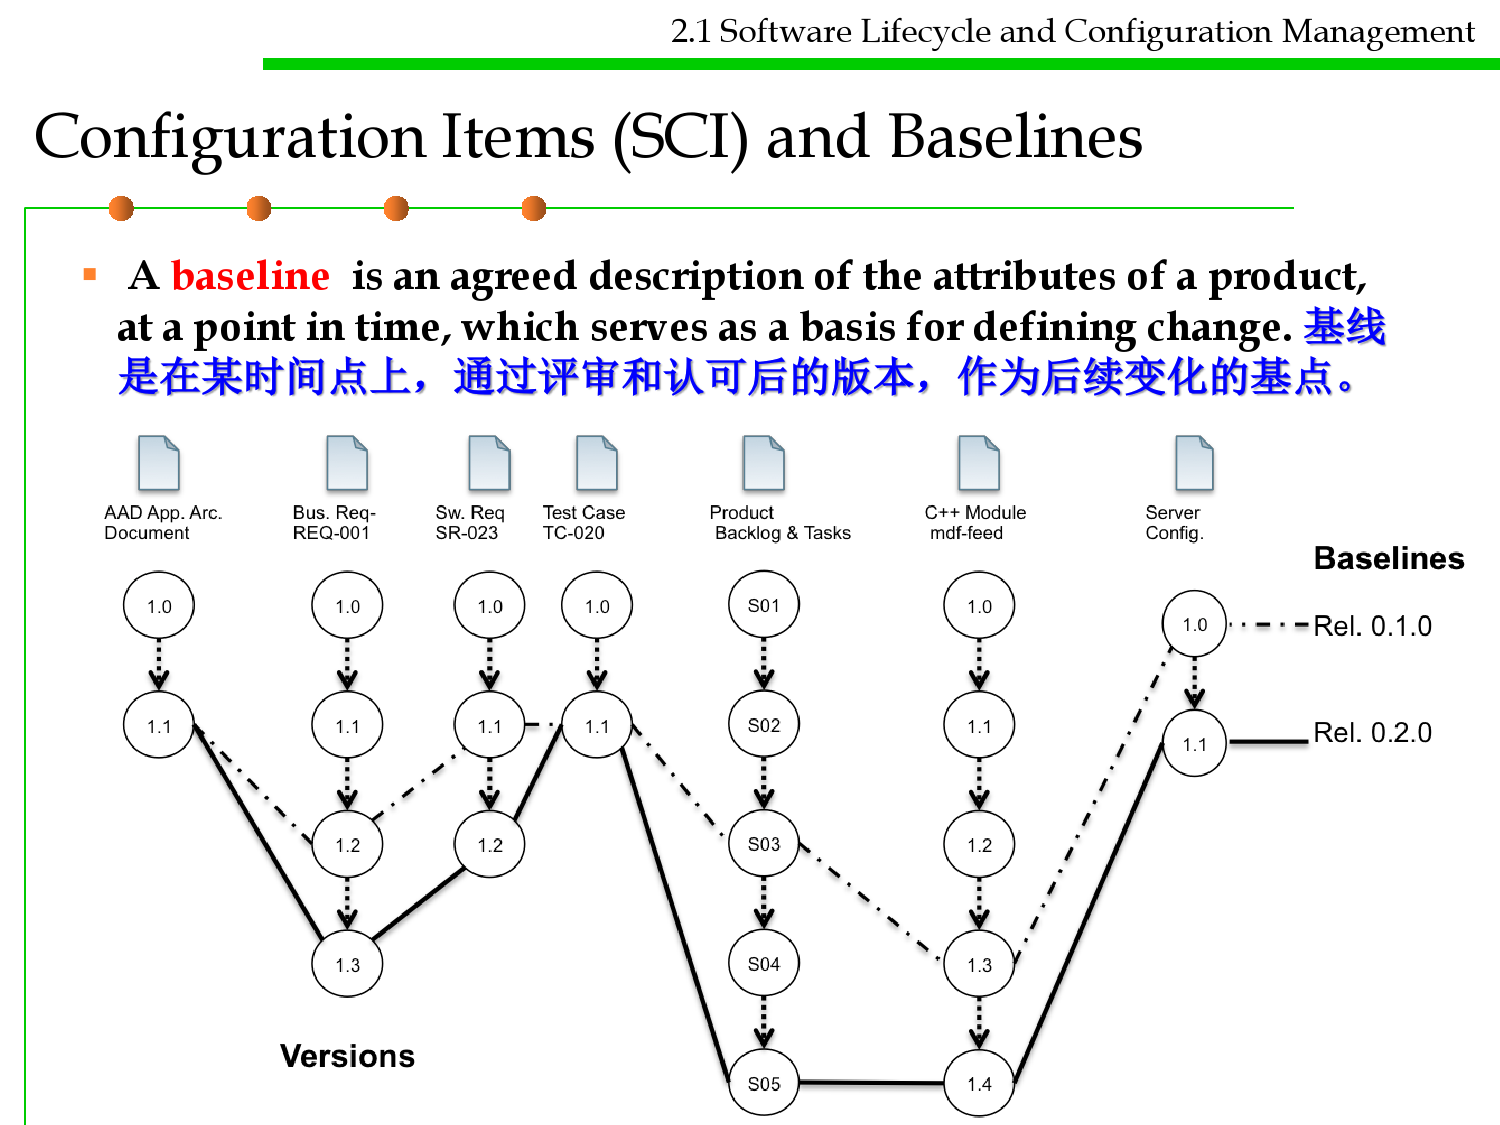 2.1 Software Lifecycle and Configuration Management
Configuration Items (SCI) and Baselines
A baseline is an agreed description of the attributes of a product,
at a point in time, which serves as a basis for defining change. 基线
是在某时间点上，通过评审和认可后的版本，作为后续变化的基点。
AAD App. Arc.
Document
Bus. Req-
REQ-001
Sw. Req
SR-023
Test Case
TC-020
Product
Backlog & Tasks
C++ Module
mdf-feed
Server
Config.
Baselines
1.0 1.0 1.0 1.0 S01 1.0
1.0 Rel. 0.1.0
1.1 1.1 1.1 1.1 S02 1.1
1.1 Rel. 0.2.0
1.2 1.2 S03 1.2
1.3 S04 1.3
Versions
S05 1.4